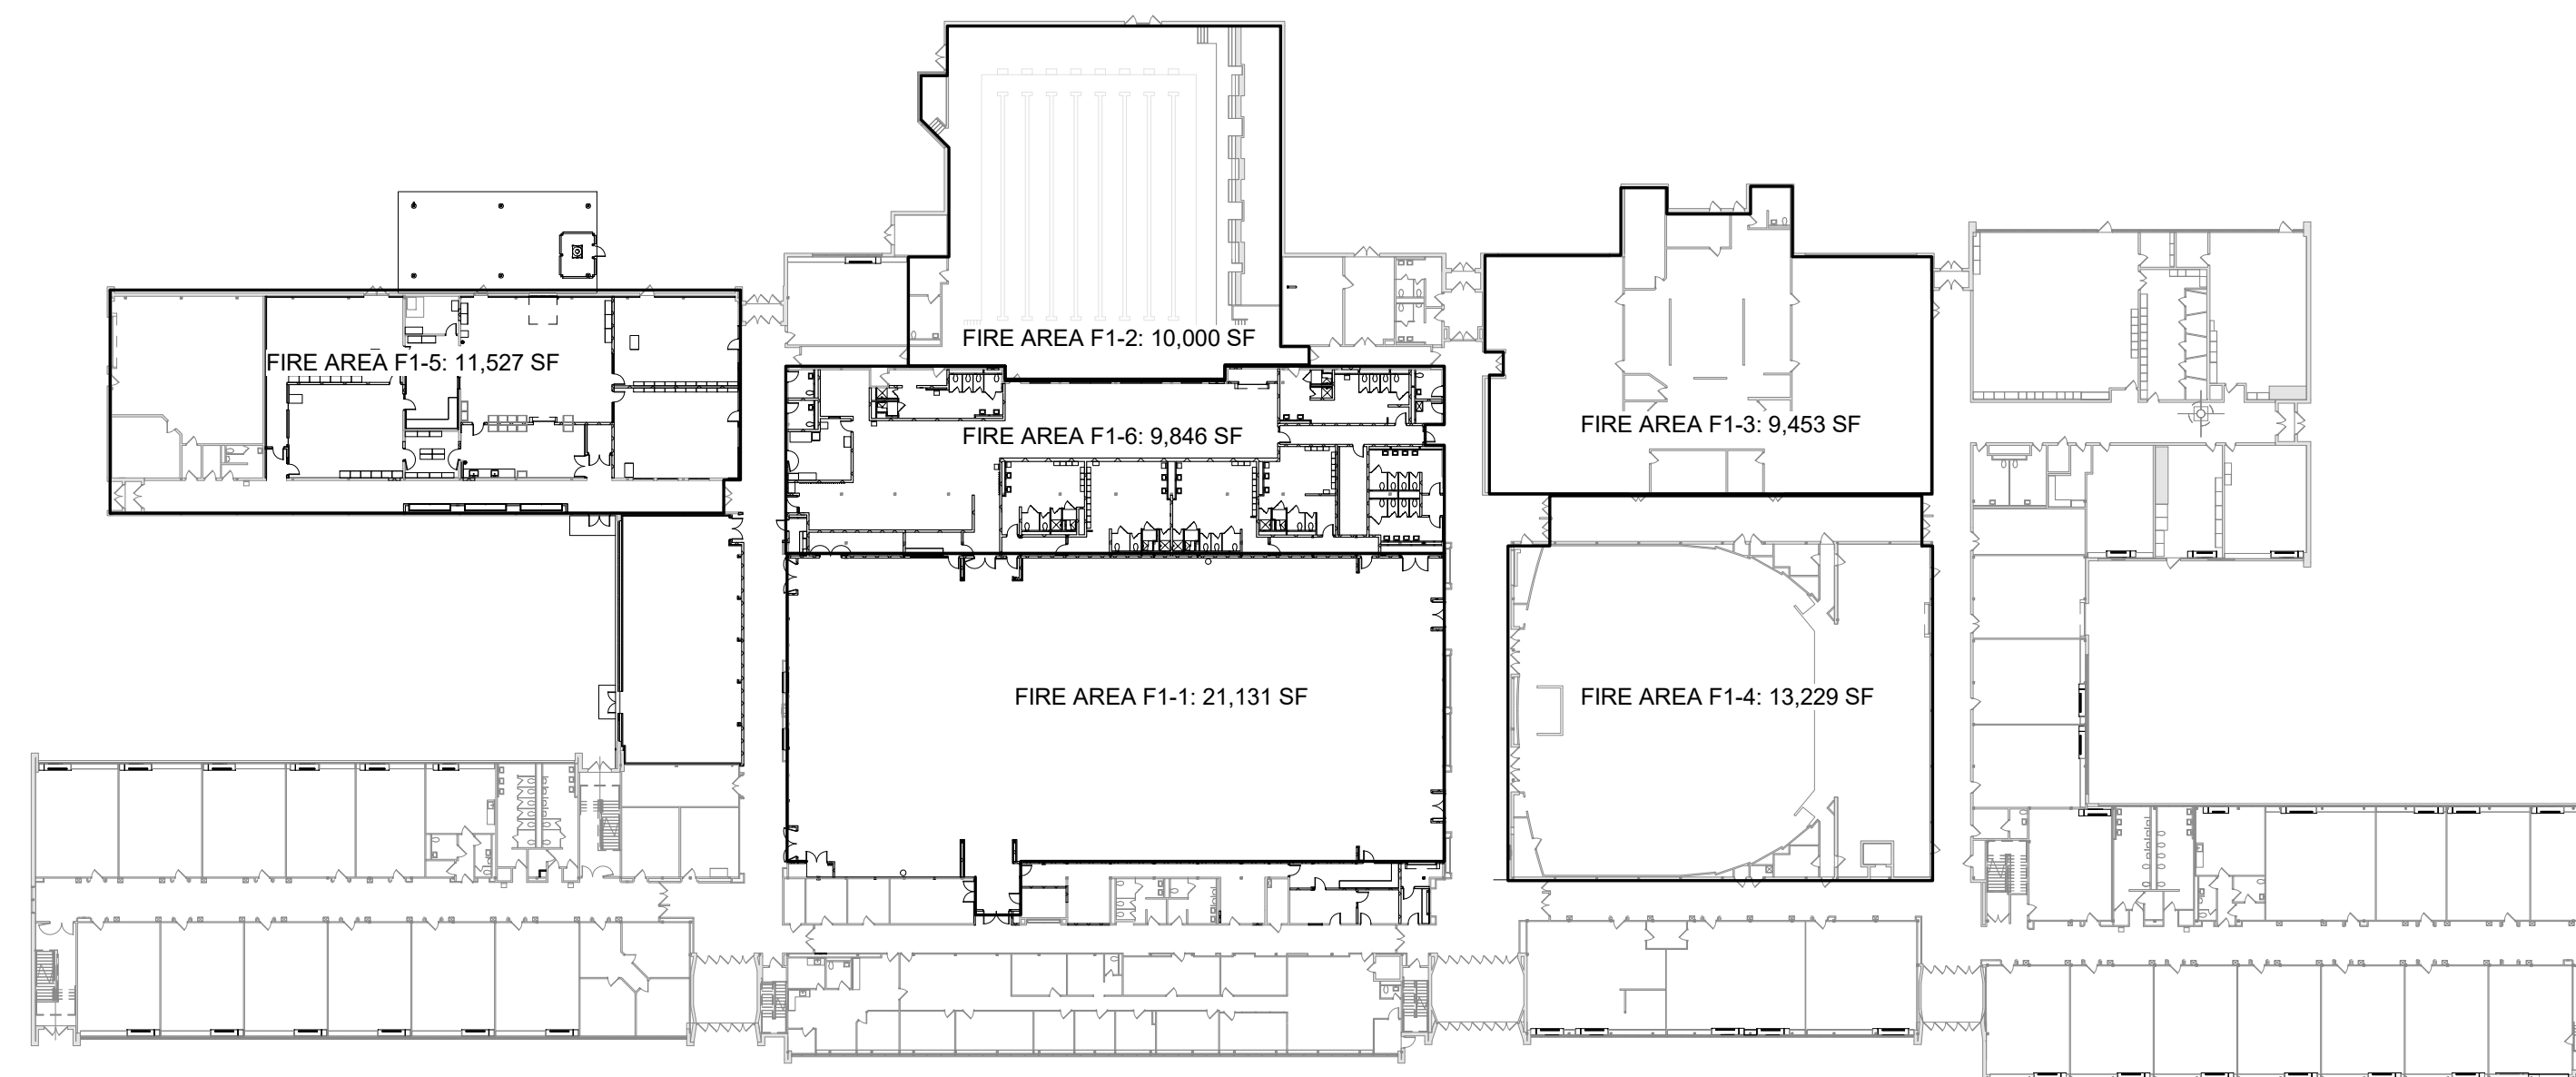 FIRE AREA F1-2: 10,000 SF
FIRE AREA F1-5: 11,527 SF
FIRE AREA F1-6: 9,846 SF
FIRE AREA F1-3: 9,453 SF
FIRE AREA F1-1: 21,131 SF
FIRE AREA F1-4: 13,229 SF